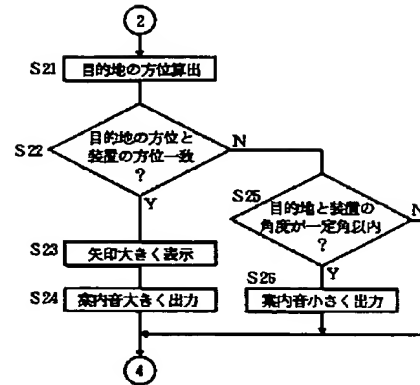 2
S21
目的地の方位算出
S22
目的地の方位と
装置の方位一致
?
N
Y
S25
目的地と装置の
角度が一定角以内
?
N
Y
S23
矢印大きく表示
S24
案内音大きく出力
S26
案内音小さく出力
4